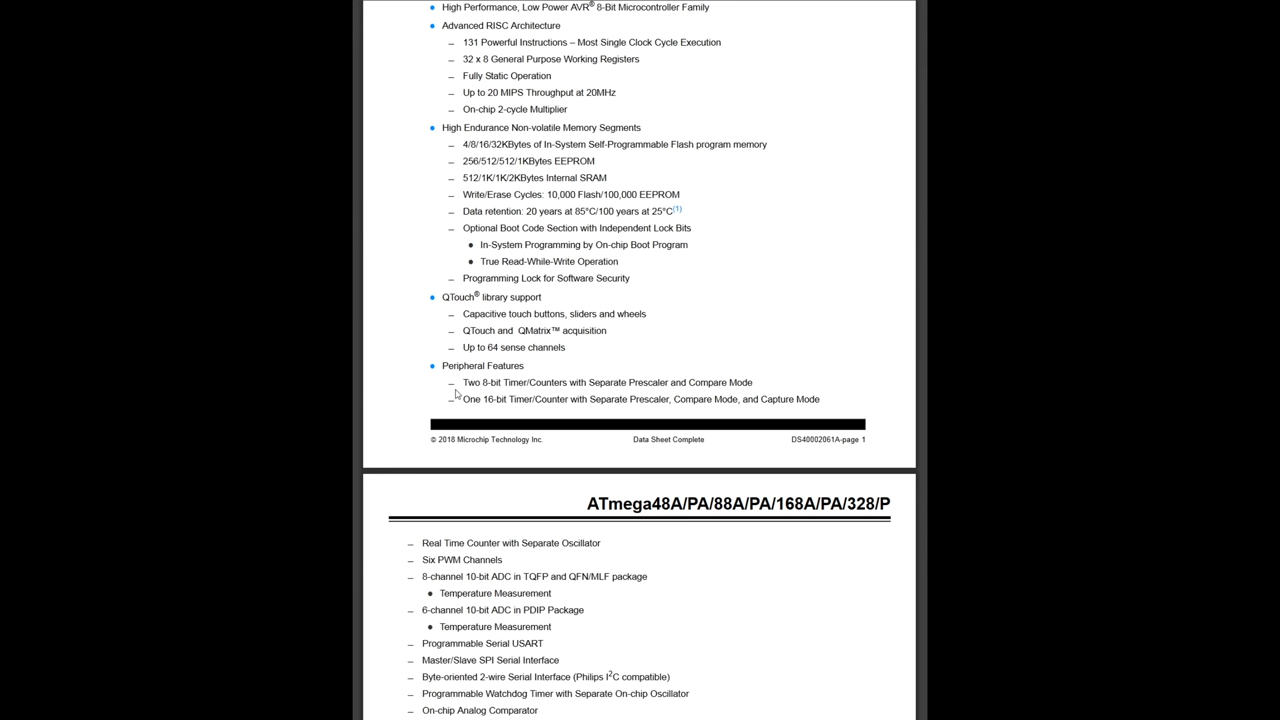 • High Performance, Low Power AVR® 8-Bit Microcontroller Family
• Advanced RISC Architecture
– 131 Powerful Instructions – Most Single Clock Cycle Execution
– 32 x 8 General Purpose Working Registers
– Fully Static Operation
– Up to 20 MIPS Throughput at 20MHz
– On-chip 2-cycle Multiplier
• High Endurance Non-volatile Memory Segments
– 4/8/16/32KBytes of In-System Self-Programmable Flash program memory
– 256/512/512/1KBytes EEPROM
– 512/1K/1K/2KBytes Internal SRAM
– Write/Erase Cycles: 10,000 Flash/100,000 EEPROM
– Data retention: 20 years at 85°C/100 years at 25°C(1)
– Optional Boot Code Section with Independent Lock Bits
• In-System Programming by On-chip Boot Program
• True Read-While-Write Operation
– Programming Lock for Software Security
• QTouch® library support
– Capacitive touch buttons, sliders and wheels
– QTouch and QMatrix™ acquisition
– Up to 64 sense channels
• Peripheral Features
– Two 8-bit Timer/Counters with Separate Prescaler and Compare Mode
– One 16-bit Timer/Counter with Separate Prescaler, Compare Mode, and Capture Mode
© 2018 Microchip Technology Inc. Data Sheet Complete DS40002061A-page 1
ATmega48A/PA/88A/PA/168A/PA/328/P
– Real Time Counter with Separate Oscillator
– Six PWM Channels
– 8-channel 10-bit ADC in TQFP and QFN/MLF package
• Temperature Measurement
– 6-channel 10-bit ADC in PDIP Package
• Temperature Measurement
– Programmable Serial USART
– Master/Slave SPI Serial Interface
– Byte-oriented 2-wire Serial Interface (Philips I2C compatible)
– Programmable Watchdog Timer with Separate On-chip Oscillator
– On-chip Analog Comparator